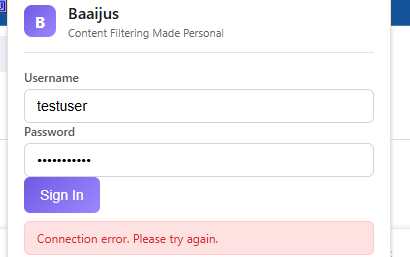 B
Baaijus
Content Filtering Made Personal
Username
testuser
Password
•••••••••••
Sign In
Connection error. Please try again.